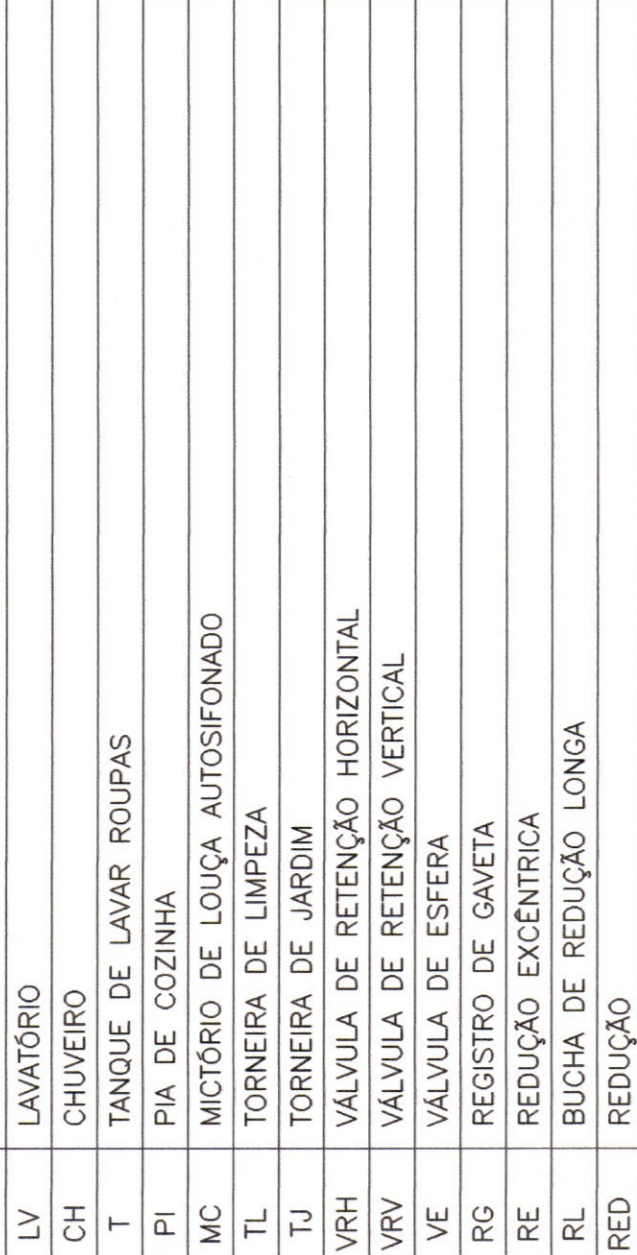 LV LAVATÓRIO
CH CHUVEIRO
T TANQUE DE LAVAR ROUPAS
PI PIA DE COZINHA
MC MICTÓRIO DE LOUÇA AUTOSIFONADO
TL TORNEIRA DE LIMPEZA
TJ TORNEIRA DE JARDIM
VRH VÁLVULA DE RETENÇÃO HORIZONTAL
VRV VÁLVULA DE RETENÇÃO VERTICAL
VE VÁLVULA DE ESFERA
RG REGISTRO DE GAVETA
RE REDUÇÃO EXCÊNTRICA
RL BUCHA DE REDUÇÃO LONGA
RED REDUÇÃO